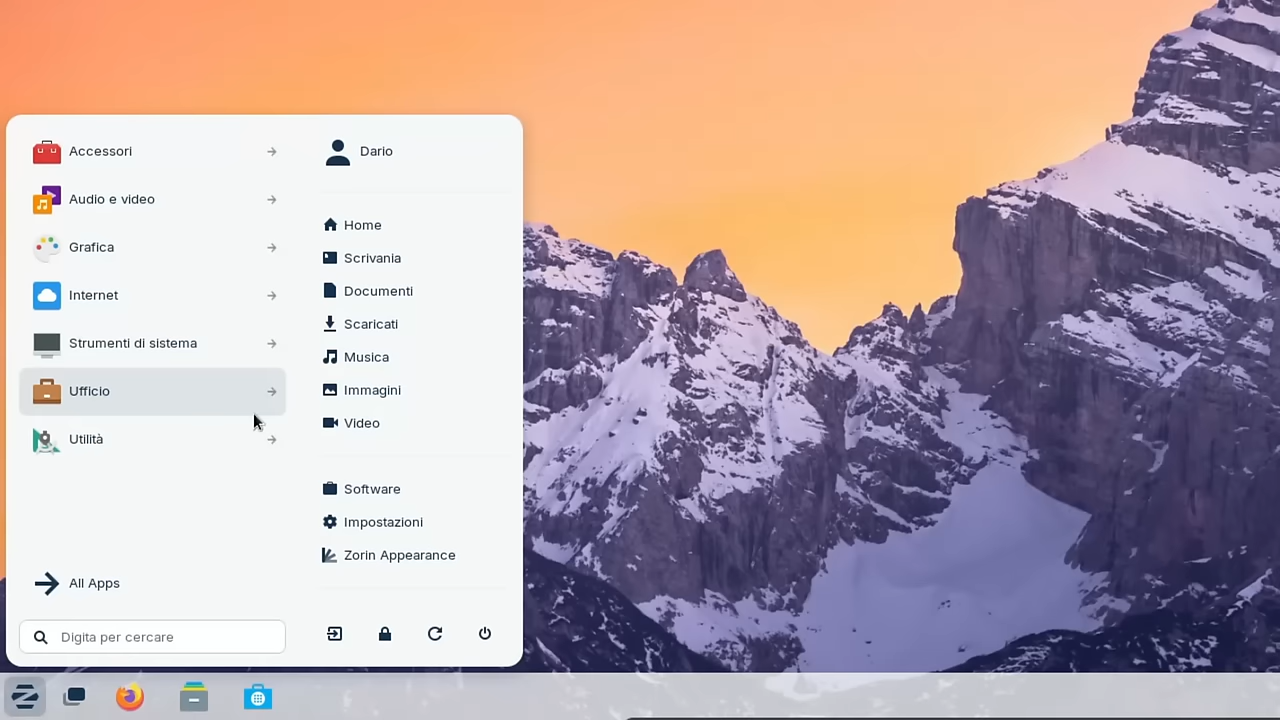 Accessori
Audio e video
Grafica
Internet
Strumenti di sistema
Ufficio
Utilità
All Apps
Digita per cercare
Dario
Home
Scrivania
Documenti
Scaricati
Musica
Immagini
Video
Software
Impostazioni
Zorin Appearance